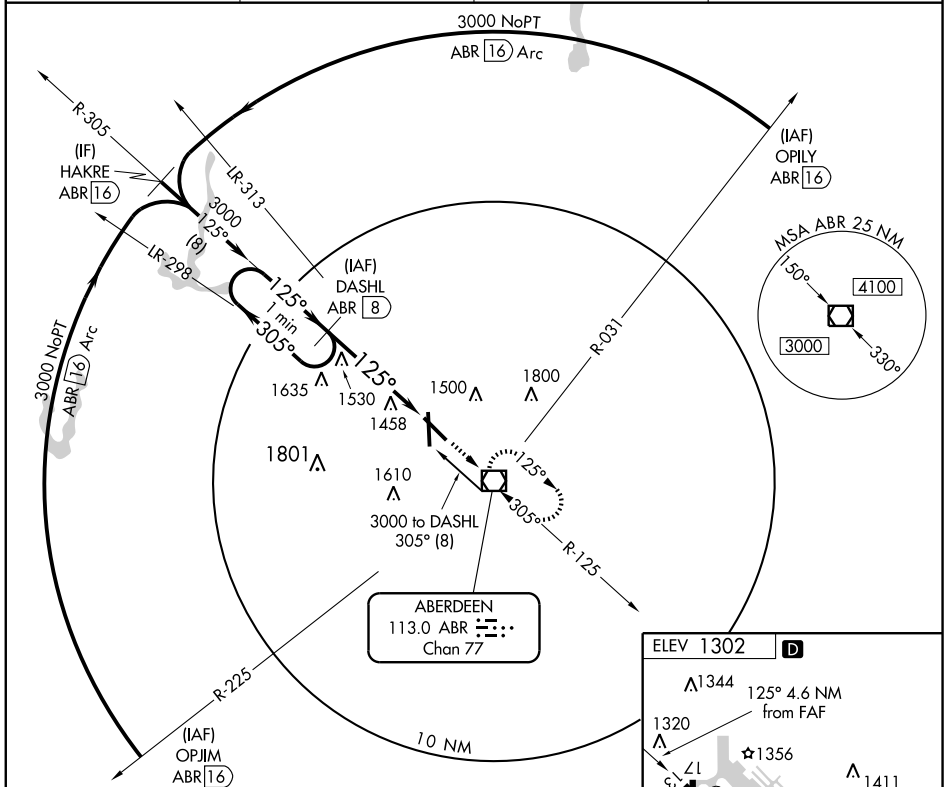 3000 NoPT
ABR 16 Arc
R-305
(IF)
HAKRE
ABR 16
LR-313
(IAF)
OPILY
ABR 16
3000
125°
(8)
LR-298
MSA ABR 25 NM
150°
4100
3000
330°
(IAF)
DASHL
ABR 8
125°
1 min
305°
R-031
3000 NoPT
ABR 16 Arc
125°
1635
1530
1458
1500
1800
1801
1610
125°
305°
3000 to DASHL
305° (8)
R-125
ABERDEEN
113.0 ABR
Chan 77
R-225
(IAF)
OPJIM
ABR 16
10 NM
ELEV 1302
D
1344
125° 4.6 NM
from FAF
1320
1356
17
1411